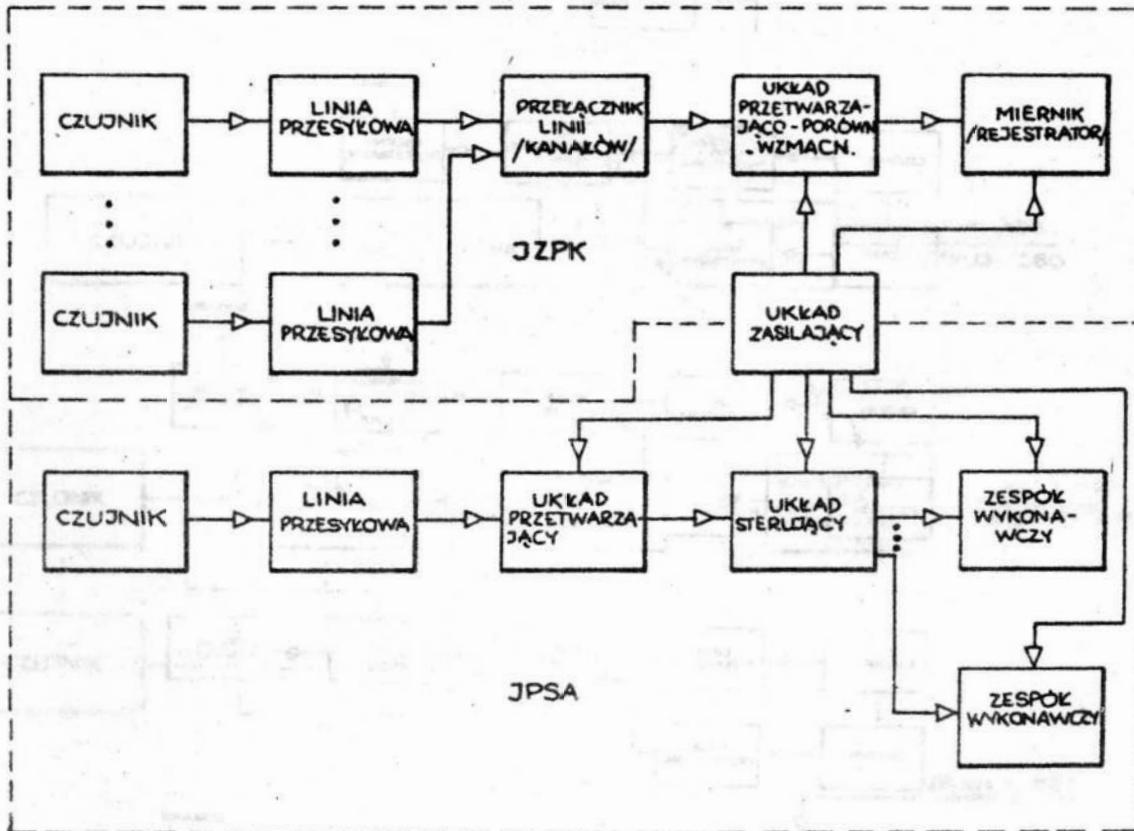 CZUJNIK
LINIA
PRZESYŁOWA
PRZEŁĄCZNIK
LINII
/KANAŁÓW/
UKŁAD
PRZETWARZA-
JĄCO-PORÓWN.
WZMACN.
MIERNIK
/REJESTRATOR/
JZPK
CZUJNIK
LINIA
PRZESYŁOWA
UKŁAD
ZASILAJĄCY
CZUJNIK
LINIA
PRZESYŁOWA
UKŁAD
PRZETWARZA
JĄCY
UKŁAD
STERUJĄCY
ZESPÓŁ
WYKONA-
WCZY
JPSA
ZESPÓŁ
WYKONAWCZY